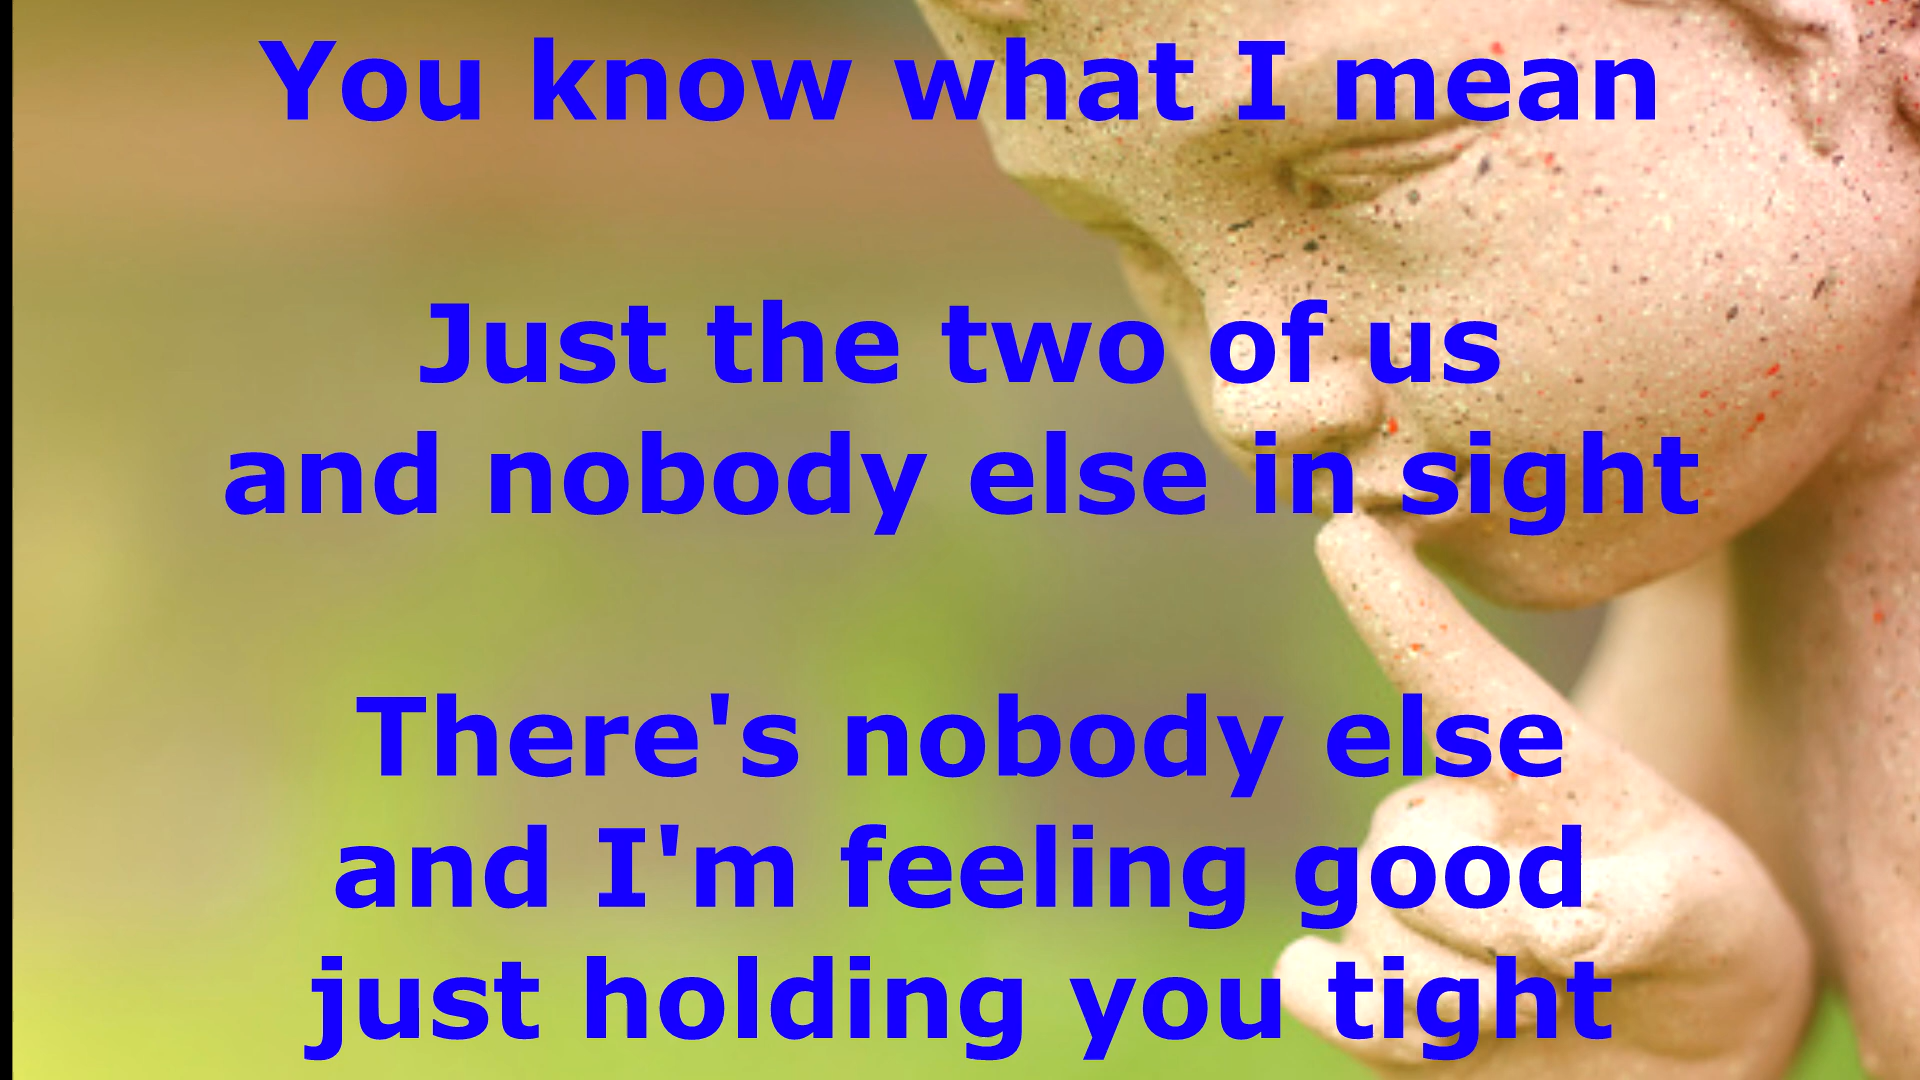 You know what I mean
Just the two of us
and nobody else in sight
There's nobody else
and I'm feeling good
just holding you tight